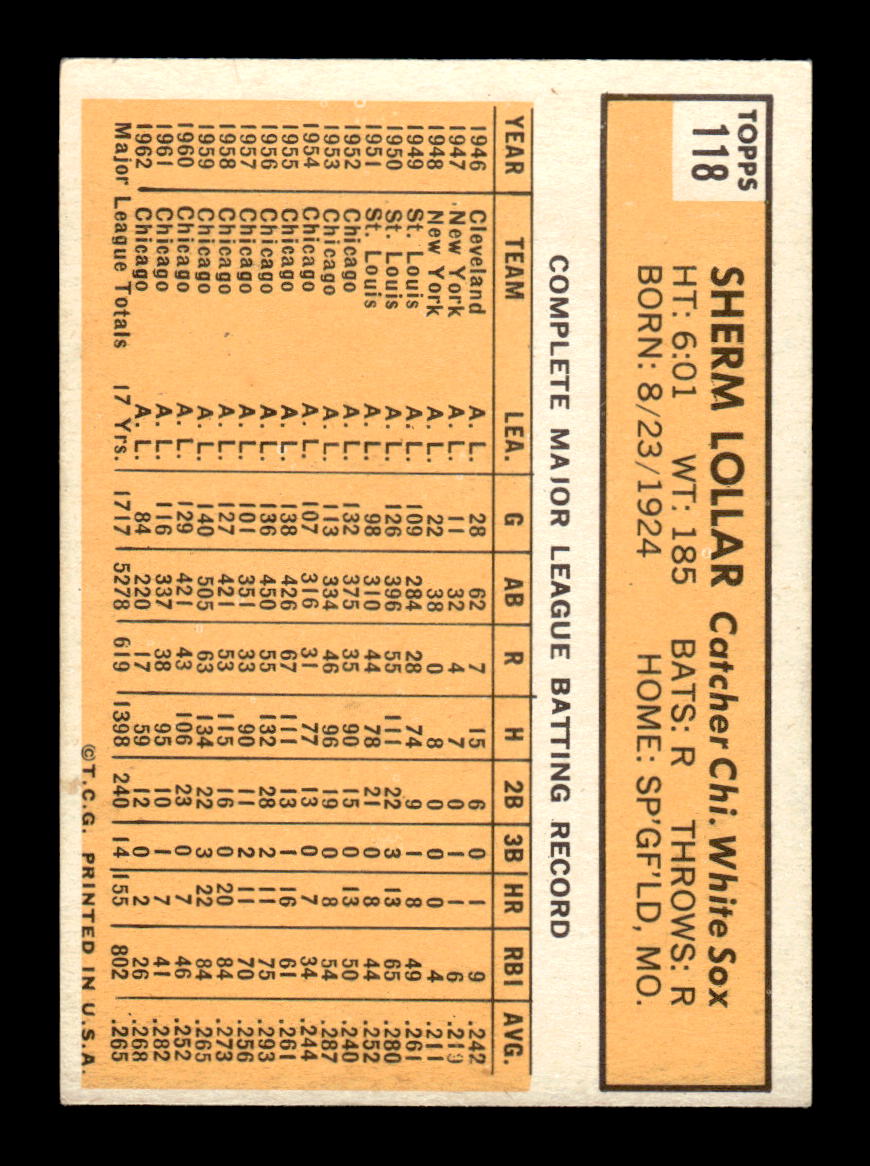 TOPPS
118
SHERM LOLLAR Catcher Chi. White Sox
HT: 6:01 WT: 185 BATS: R THROWS: R
BORN: 8/23/1924 HOME: SP'GF'LD, MO.
COMPLETE MAJOR LEAGUE BATTING RECORD
YEAR TEAM LEA. G AB R H 2B 3B HR RBI AVG.
1946 Cleveland A. L. 28 62 7 15 6 0 1 9 .242
1947 New York A. L. 11 32 4 7 0 1 1 6 .219
1948 New York A. L. 22 38 0 8 0 0 0 4 .211
1949 St. Louis A. L. 109 284 28 74 9 1 8 49 .261
1950 St. Louis A. L. 126 396 55 111 22 3 13 65 .280
1951 St. Louis A. L. 98 310 44 78 21 0 8 44 .252
1952 Chicago A. L. 132 375 35 90 15 0 13 50 .240
1953 Chicago A. L. 113 334 46 96 19 0 8 54 .287
1954 Chicago A. L. 107 316 31 77 13 0 7 34 .244
1955 Chicago A. L. 138 426 67 111 13 1 16 61 .261
1956 Chicago A. L. 136 450 55 132 28 2 11 75 .293
1957 Chicago A. L. 101 351 33 90 11 2 11 70 .256
1958 Chicago A. L. 127 421 53 115 16 0 20 84 .273
1959 Chicago A. L. 140 505 63 134 22 3 22 84 .265
1960 Chicago A. L. 129 421 43 106 23 0 7 46 .252
1961 Chicago A. L. 116 337 38 95 10 1 7 41 .282
1962 Chicago A. L. 84 220 17 59 12 0 2 26 .268
Major League Totals 17 Yrs. 1717 5278 619 1398 240 14 155 802 .265
©T.C.G. PRINTED IN U.S.A.